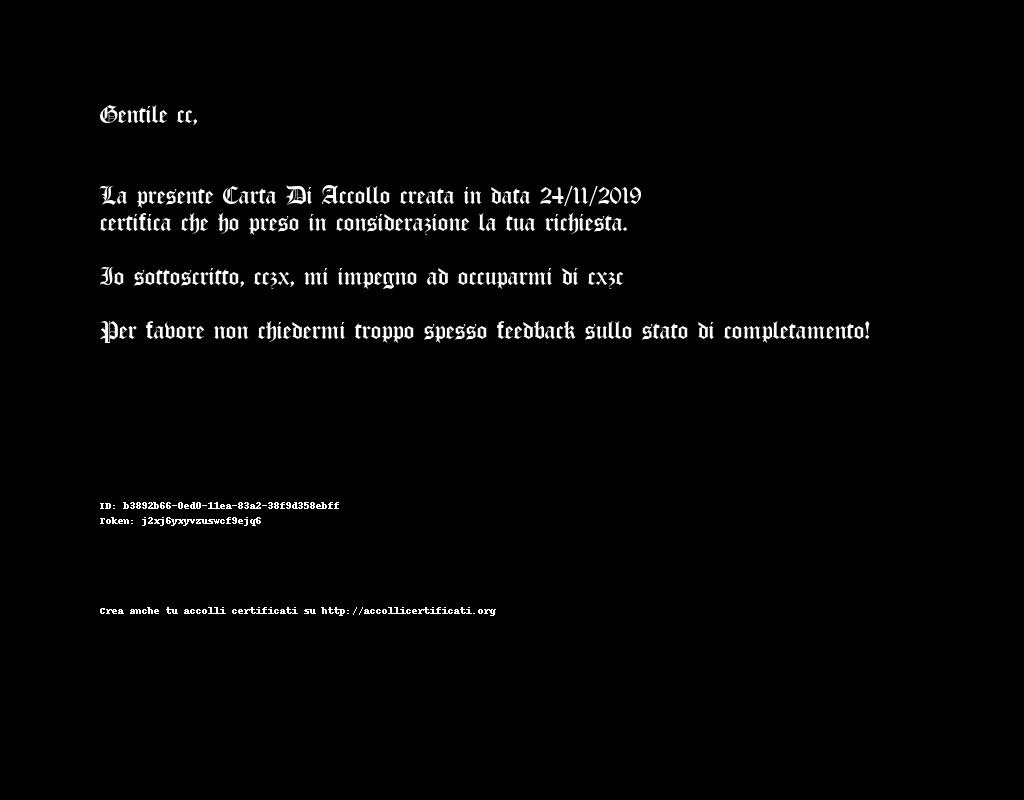 Gentile cc,
La presente Carta Di Accollo creata in data 24/11/2019
certifica che ho preso in considerazione la tua richiesta.
Io sottoscritto, cczx, mi impegno ad occuparmi di cxzc
Per favore non chiedermi troppo spesso feedback sullo stato di completamento!
ID: b3892b66-0ed0-11ea-83a2-38f9d358ebff
Token: j2xj6yxyvzuswcf9ejq6
Crea anche tu accolli certificati su http://accollicertificati.org